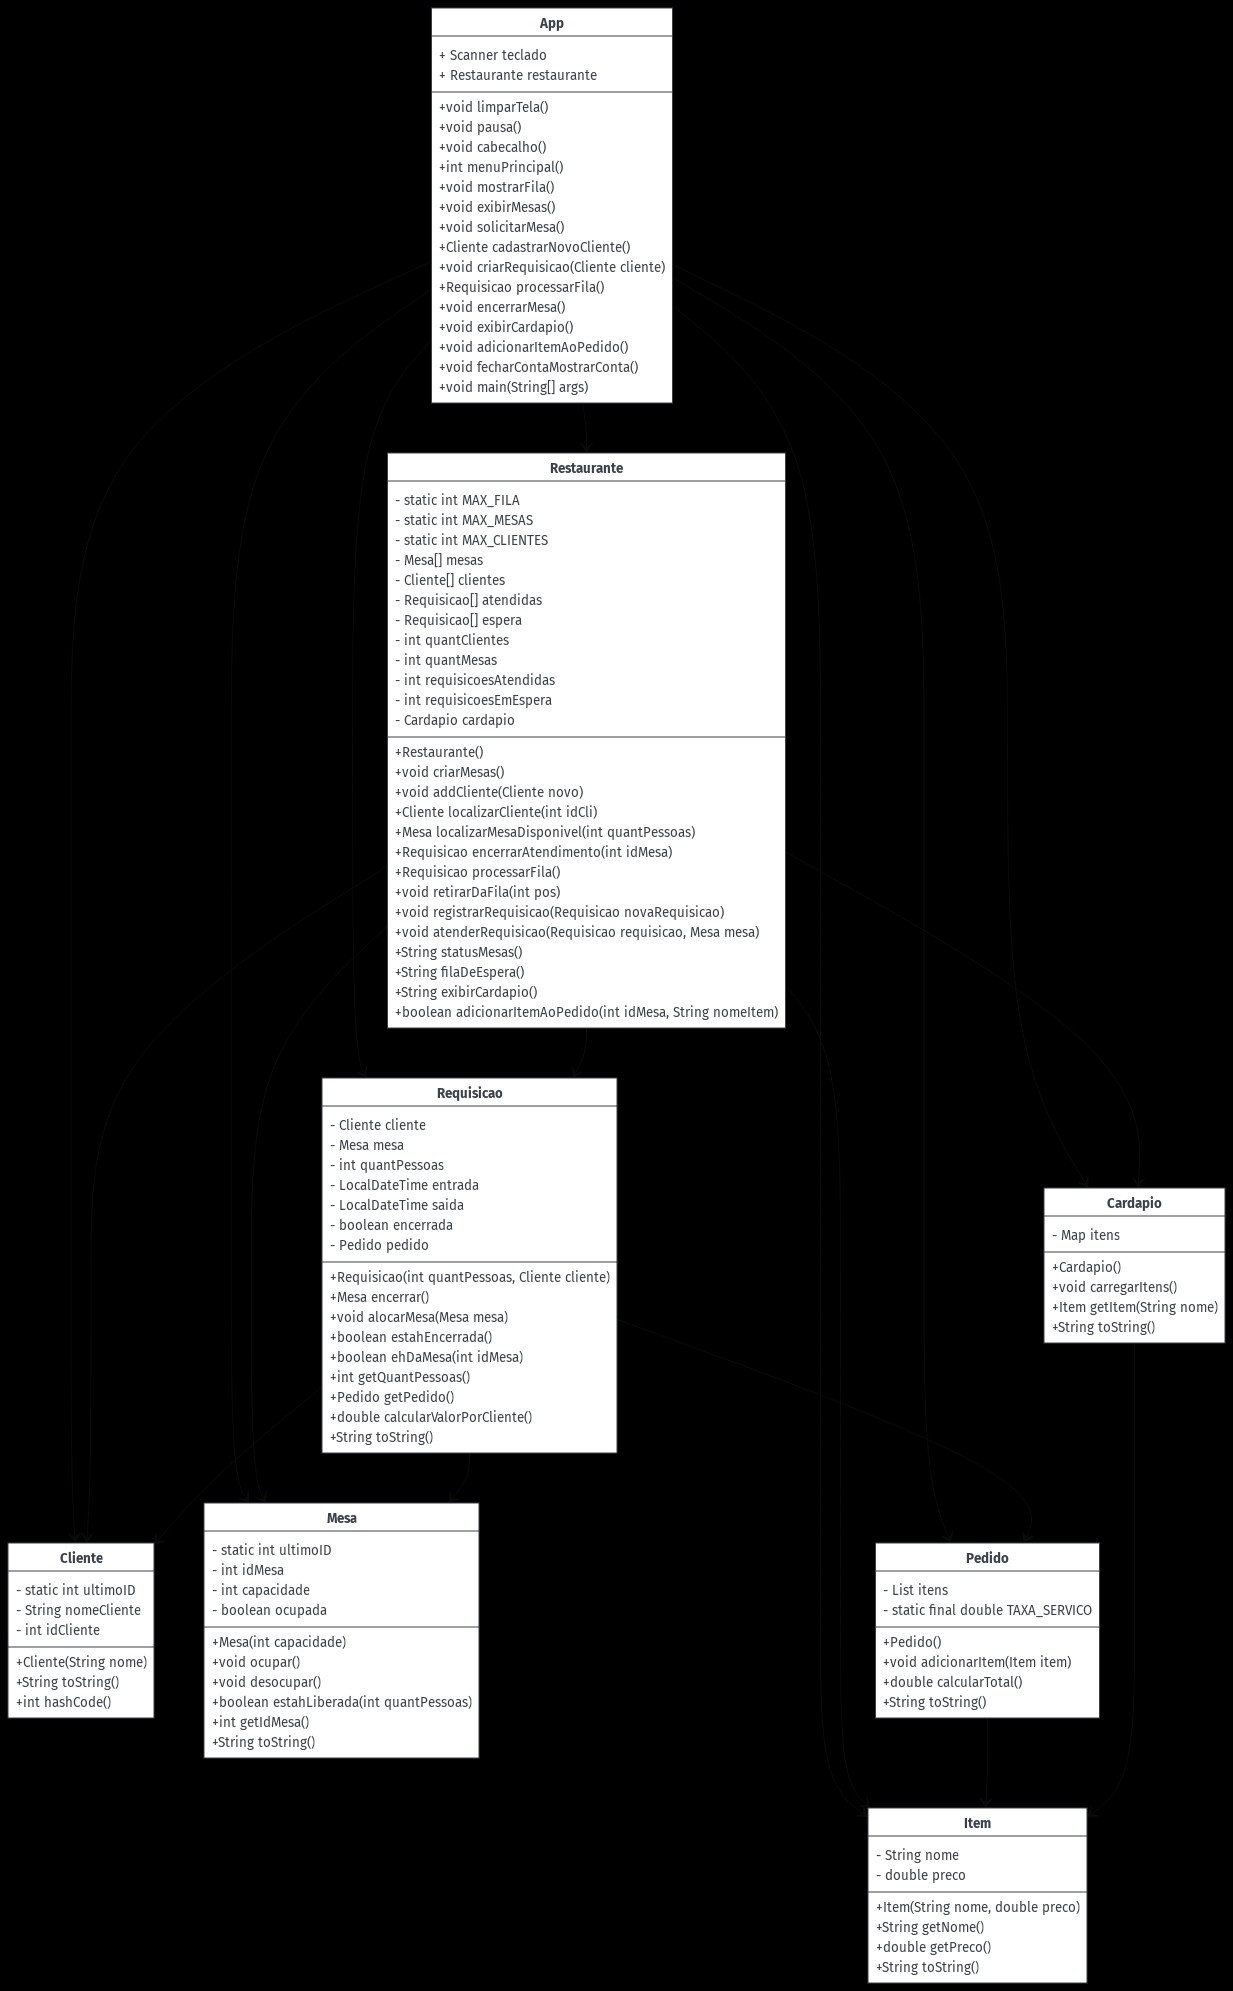 App
+ Scanner teclado
+ Restaurante restaurante
+void limparTela()
+void pausa()
+void cabecalho()
+int menuPrincipal()
+void mostrarFila()
+void exibirMesas()
+void solicitarMesa()
+Cliente cadastrarNovoCliente()
+void criarRequisicao(Cliente cliente)
+Requisicao processarFila()
+void encerrarMesa()
+void exibirCardapio()
+void adicionarItemAoPedido()
+void fecharContaMostrarConta()
+void main(String[] args)
Restaurante
- static int MAX_FILA
- static int MAX_MESAS
- static int MAX_CLIENTES
- Mesa[] mesas
- Cliente[] clientes
- Requisicao[] atendidas
- Requisicao[] espera
- int quantClientes
- int quantMesas
- int requisicoesAtendidas
- int requisicoesEmEspera
- Cardapio cardapio
+Restaurante()
+void criarMesas()
+void addCliente(Cliente novo)
+Cliente localizarCliente(int idCli)
+Mesa localizarMesaDisponivel(int quantPessoas)
+Requisicao encerrarAtendimento(int idMesa)
+Requisicao processarFila()
+void retirarDaFila(int pos)
+void registrarRequisicao(Requisicao novaRequisicao)
+void atenderRequisicao(Requisicao requisicao, Mesa mesa)
+String statusMesas()
+String filaDeEspera()
+String exibirCardapio()
+boolean adicionarItemAoPedido(int idMesa, String nomeItem)
Requisicao
- Cliente cliente
- Mesa mesa
- int quantPessoas
- LocalDateTime entrada
- LocalDateTime saida
- boolean encerrada
- Pedido pedido
+Requisicao(int quantPessoas, Cliente cliente)
+Mesa encerrar()
+void alocarMesa(Mesa mesa)
+boolean estahEncerrada()
+boolean ehDaMesa(int idMesa)
+int getQuantPessoas()
+Pedido getPedido()
+double calcularValorPorCliente()
+String toString()
Cardapio
- Map itens
+Cardapio()
+void carregarItens()
+Item getItem(String nome)
+String toString()
Cliente
- static int ultimoID
- String nomeCliente
- int idCliente
+Cliente(String nome)
+String toString()
+int hashCode()
Mesa
- static int ultimoID
- int idMesa
- int capacidade
- boolean ocupada
+Mesa(int capacidade)
+void ocupar()
+void desocupar()
+boolean estahLiberada(int quantPessoas)
+int getIdMesa()
+String toString()
Pedido
- List itens
- static final double TAXA_SERVICO
+Pedido()
+void adicionarItem(Item item)
+double calcularTotal()
+String toString()
Item
- String nome
- double preco
+Item(String nome, double preco)
+String getNome()
+double getPreco()
+String toString()